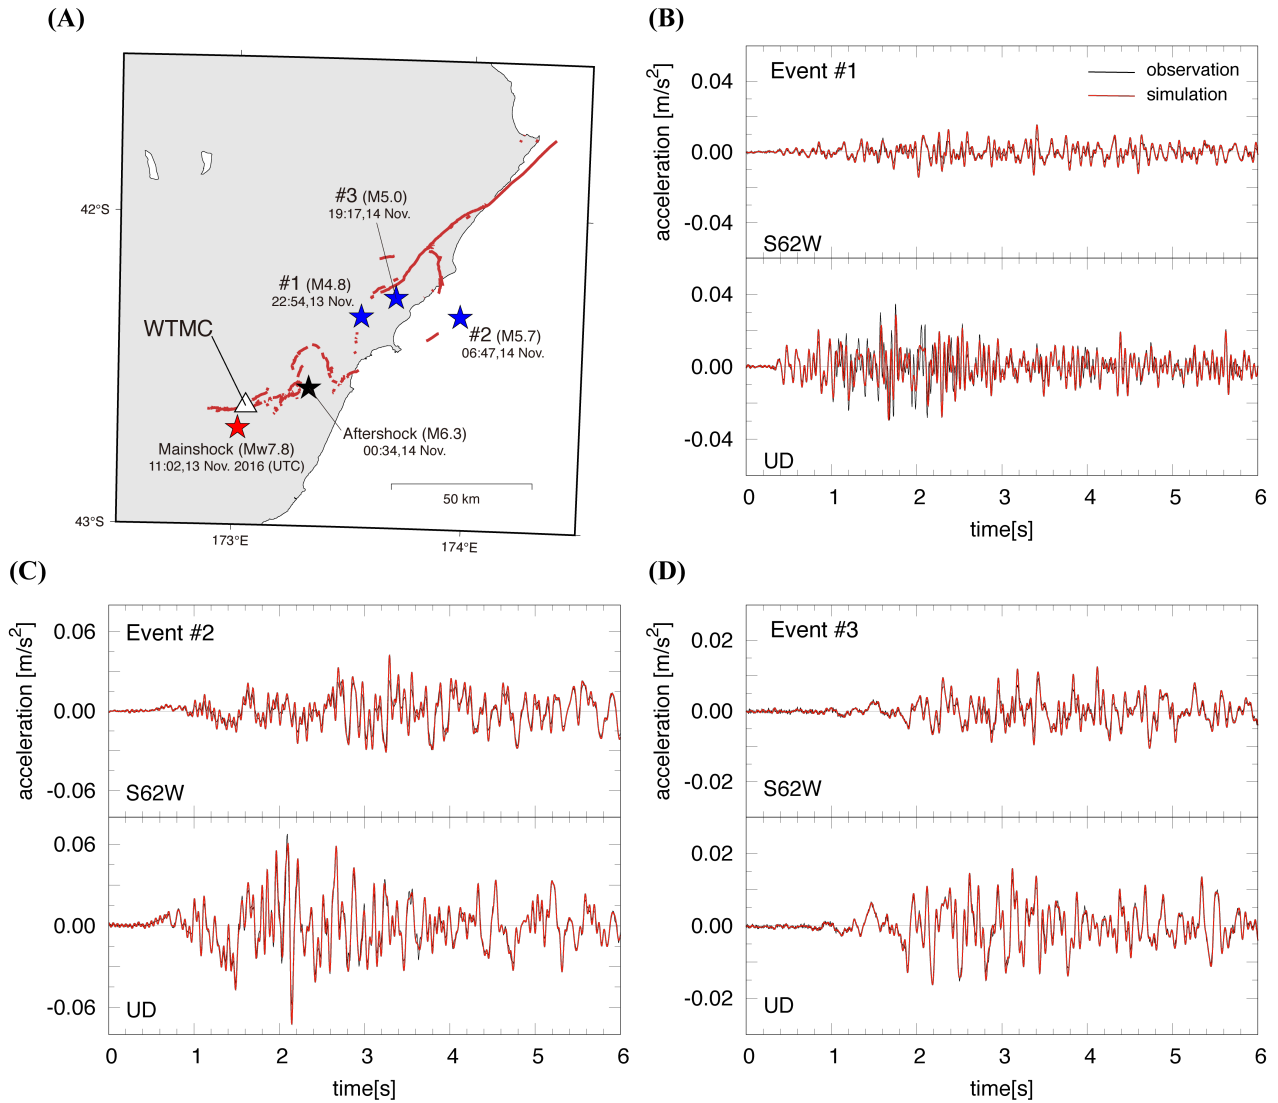 (A)
#3 (M5.0)
19:17,14 Nov.
42°S
#1 (M4.8)
22:54,13 Nov.
WTMC
#2 (M5.7)
06:47,14 Nov.
Aftershock (M6.3)
00:34,14 Nov.
Mainshock (Mw7.8)
11:02,13 Nov. 2016 (UTC)
50 km
43°S
173°E
174°E
(B)
Event #1
observation
simulation
acceleration [m/s²]
0.04
0.00
-0.04
S62W
0.04
0.00
-0.04
UD
0 1 2 3 4 5 6
time[s]
(C)
Event #2
acceleration [m/s²]
0.06
0.00
-0.06
S62W
0.06
0.00
-0.06
UD
0 1 2 3 4 5 6
time[s]
(D)
Event #3
acceleration [m/s²]
0.02
0.00
-0.02
S62W
0.02
0.00
-0.02
UD
0 1 2 3 4 5 6
time[s]